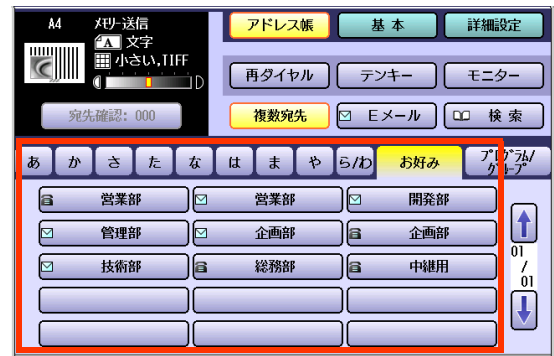 A4 ﾒﾓﾘｰ送信 アドレス帳 基本 詳細設定
A 文字
小さい,TIFF
D 再ダイヤル テンキー モニター
宛先確認: 000 複数宛先 Eメール 検索
あ か さ た な は ま や ら/わ お好み ﾌﾟﾛｸﾞﾗﾑ/ｸﾞﾙｰﾌﾟ
営業部 営業部 開発部
管理部 企画部 企画部
技術部 総務部 中継用
01
/
01